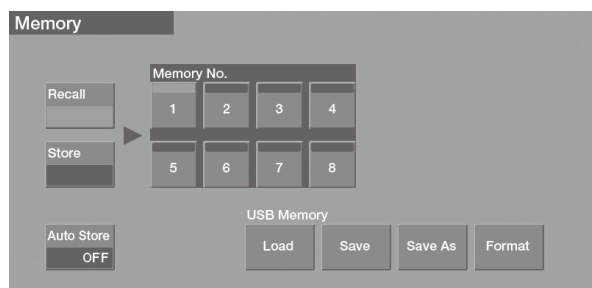 Memory
Memory No.
Recall
1 2 3 4
Store
5 6 7 8
USB Memory
Auto Store
OFF
Load Save Save As Format